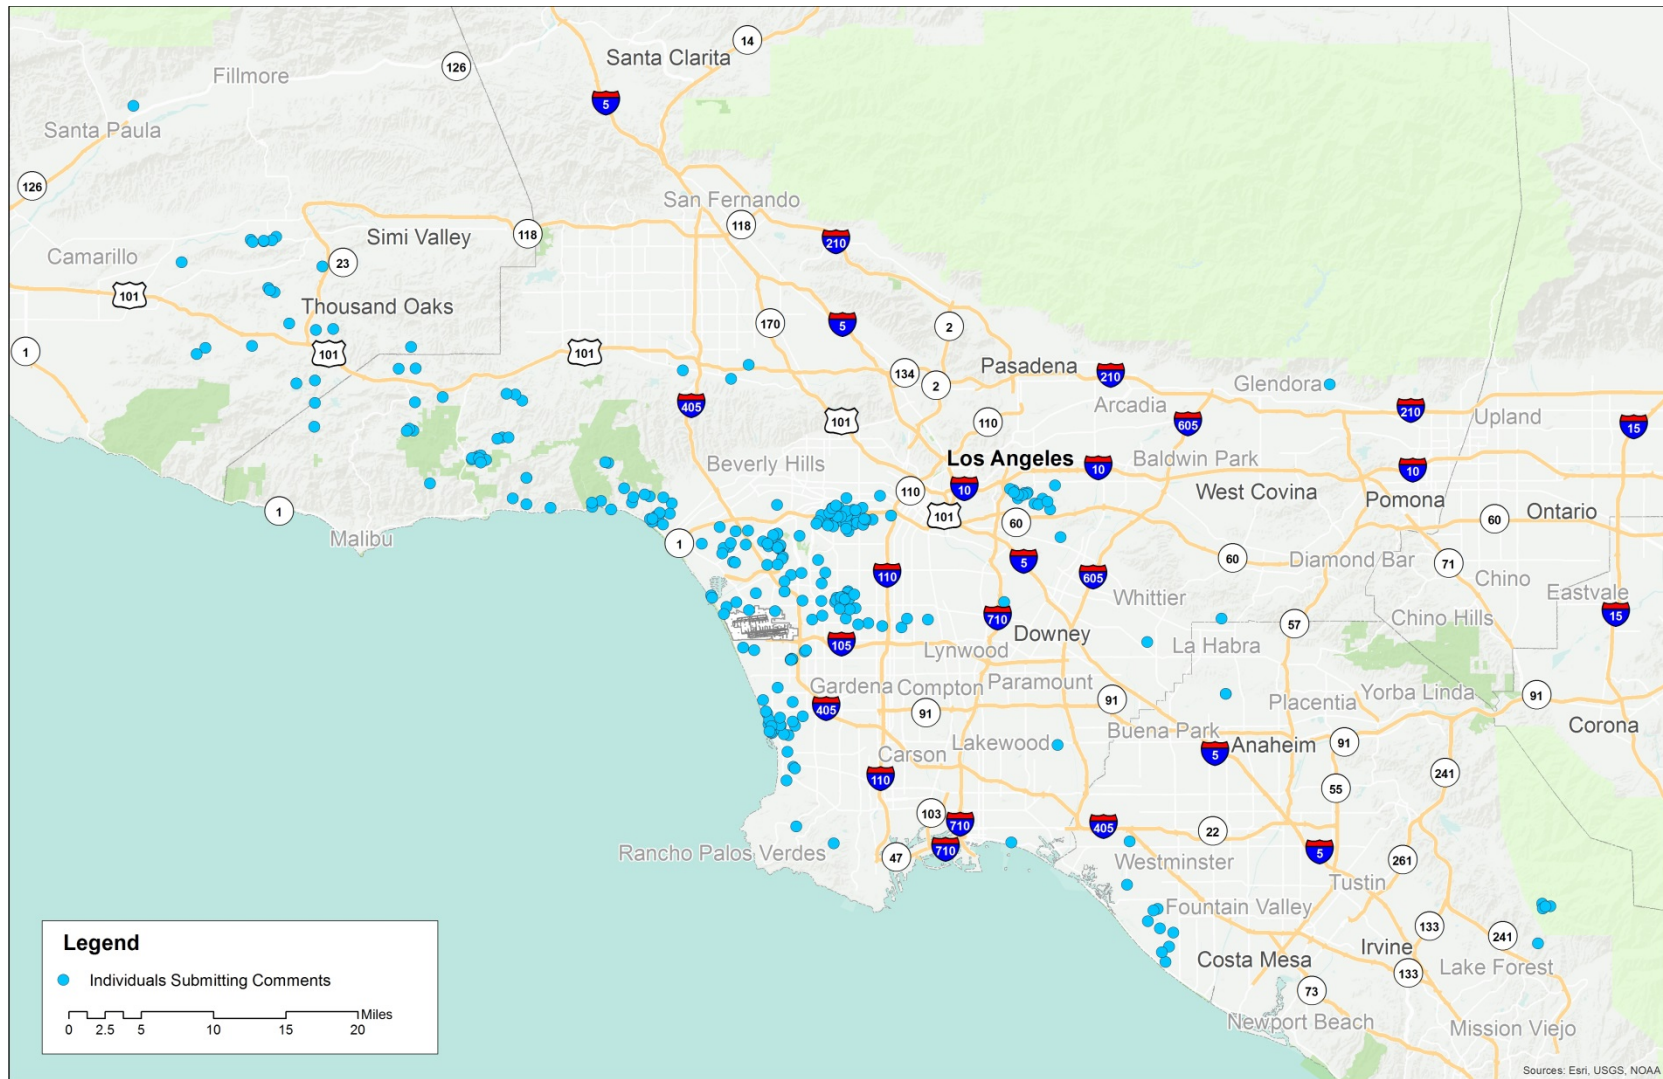 14
Santa Clarita
126
Fillmore
5
Santa Paula
126
San Fernando
118
Simi Valley
118
210
Camarillo
23
101
Thousand Oaks
170
5
2
1
101
101
Pasadena
134
2
210
Glendora
405
Arcadia
210
Upland
101
110
605
15
Los Angeles
Beverly Hills
10
Baldwin Park
10
110
10
West Covina
Pomona
1
101
60
60
Ontario
Malibu
1
5
60
Diamond Bar
71
110
605
Chino
Whittier
Eastvale
710
57
Chino Hills
15
105
Downey
Lynwood
La Habra
Gardena
Compton
Paramount
Placentia
Yorba Linda
91
405
91
91
Corona
Buena Park
Lakewood
Carson
5
Anaheim
91
110
241
55
103
710
405
22
Rancho Palos Verdes
47
710
Westminster
5
261
Tustin
Fountain Valley
133
241
Costa Mesa
Irvine
Lake Forest
133
73
Newport Beach
Mission Viejo
Legend
Individuals Submitting Comments
Miles
0 2.5 5 10 15 20
Sources: Esri, USGS, NOAA